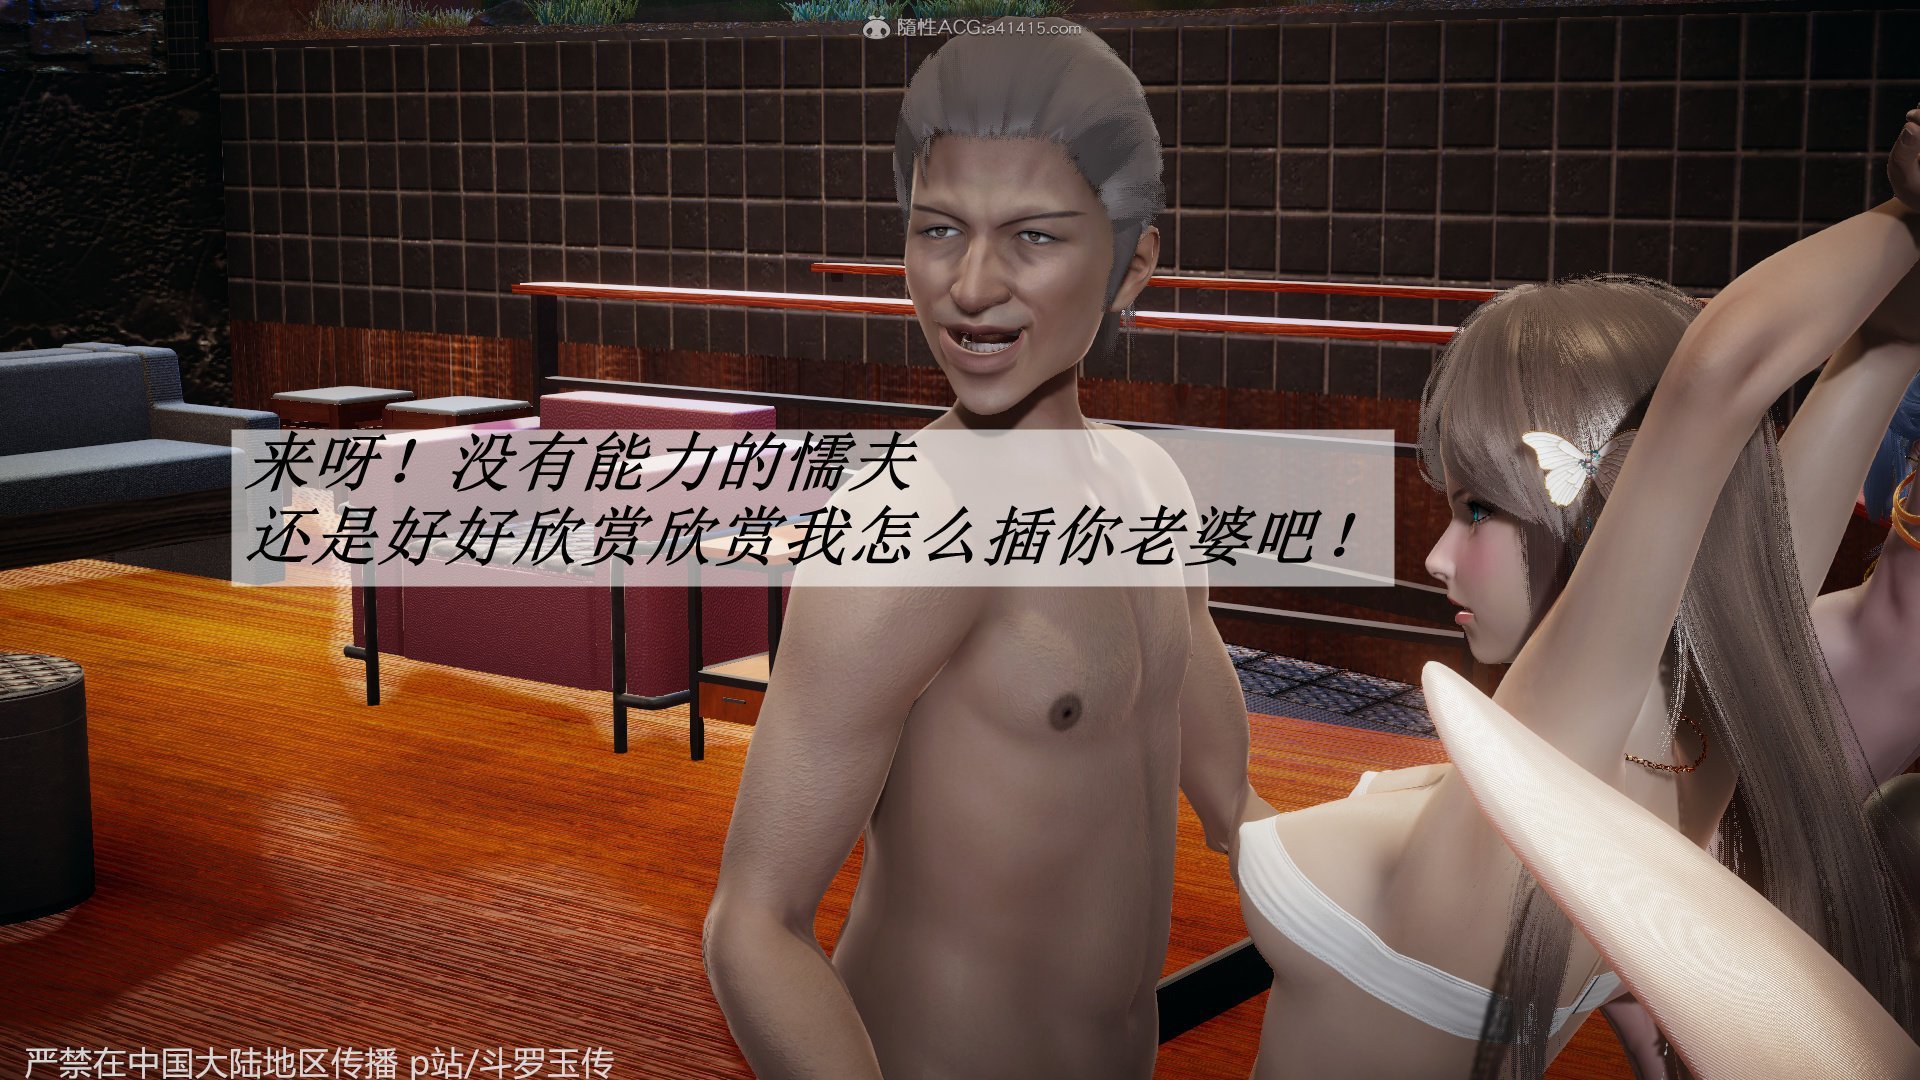 隨性ACG:a41415.com
来呀！没有能力的懦夫
还是好好欣赏欣赏我怎么插你老婆吧！
严禁在中国大陆地区传播 p站/斗罗玉传